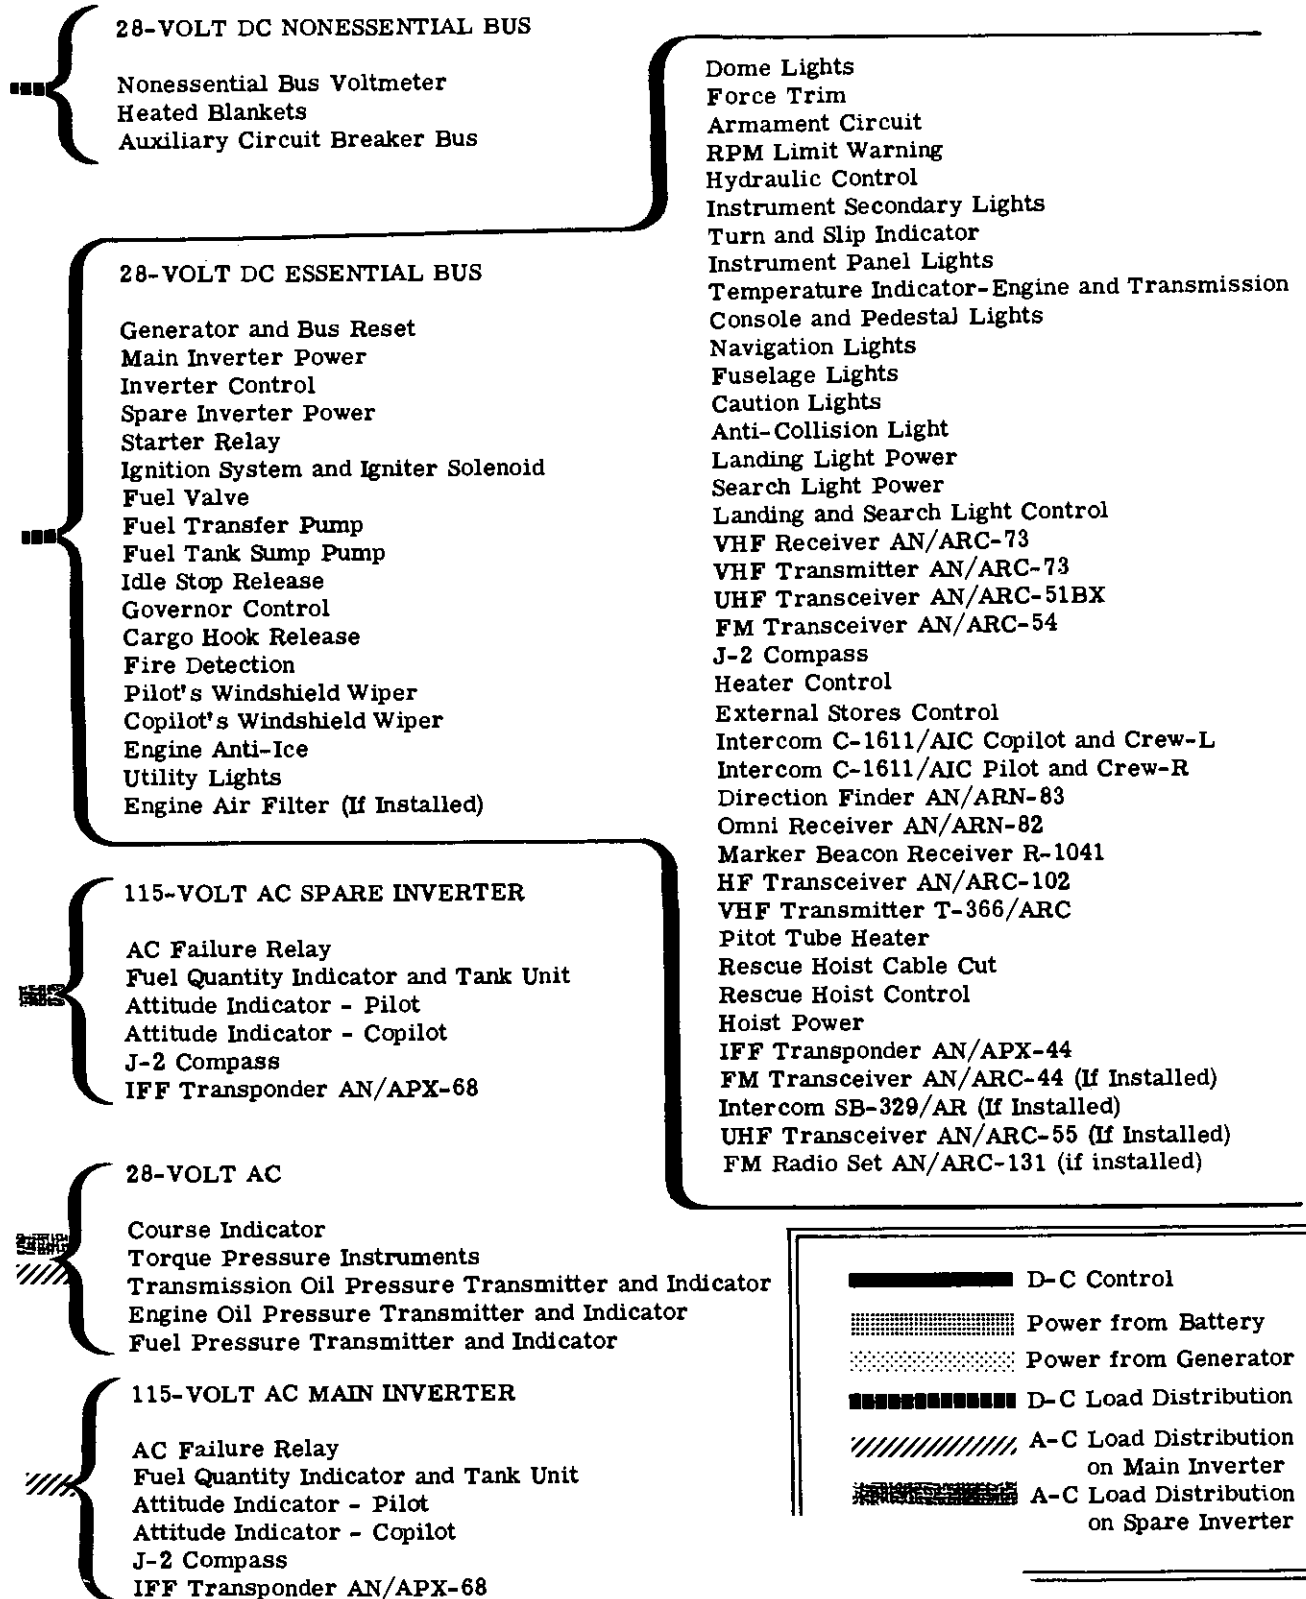 28-VOLT DC NONESSENTIAL BUS
Nonessential Bus Voltmeter
Heated Blankets
Auxiliary Circuit Breaker Bus
28-VOLT DC ESSENTIAL BUS
Generator and Bus Reset
Main Inverter Power
Inverter Control
Spare Inverter Power
Starter Relay
Ignition System and Igniter Solenoid
Fuel Valve
Fuel Transfer Pump
Fuel Tank Sump Pump
Idle Stop Release
Governor Control
Cargo Hook Release
Fire Detection
Pilot's Windshield Wiper
Copilot's Windshield Wiper
Engine Anti-Ice
Utility Lights
Engine Air Filter (If Installed)
Dome Lights
Force Trim
Armament Circuit
RPM Limit Warning
Hydraulic Control
Instrument Secondary Lights
Turn and Slip Indicator
Instrument Panel Lights
Temperature Indicator-Engine and Transmission
Console and Pedestal Lights
Navigation Lights
Fuselage Lights
Caution Lights
Anti-Collision Light
Landing Light Power
Search Light Power
Landing and Search Light Control
VHF Receiver AN/ARC-73
VHF Transmitter AN/ARC-73
UHF Transceiver AN/ARC-51BX
FM Transceiver AN/ARC-54
J-2 Compass
Heater Control
External Stores Control
Intercom C-1611/AIC Copilot and Crew-L
Intercom C-1611/AIC Pilot and Crew-R
Direction Finder AN/ARN-83
Omni Receiver AN/ARN-82
Marker Beacon Receiver R-1041
HF Transceiver AN/ARC-102
VHF Transmitter T-366/ARC
Pitot Tube Heater
Rescue Hoist Cable Cut
Rescue Hoist Control
Hoist Power
IFF Transponder AN/APX-44
FM Transceiver AN/ARC-44 (If Installed)
Intercom SB-329/AR (If Installed)
UHF Transceiver AN/ARC-55 (If Installed)
FM Radio Set AN/ARC-131 (if installed)
115-VOLT AC SPARE INVERTER
AC Failure Relay
Fuel Quantity Indicator and Tank Unit
Attitude Indicator - Pilot
Attitude Indicator - Copilot
J-2 Compass
IFF Transponder AN/APX-68
28-VOLT AC
Course Indicator
Torque Pressure Instruments
Transmission Oil Pressure Transmitter and Indicator
Engine Oil Pressure Transmitter and Indicator
Fuel Pressure Transmitter and Indicator
115-VOLT AC MAIN INVERTER
AC Failure Relay
Fuel Quantity Indicator and Tank Unit
Attitude Indicator - Pilot
Attitude Indicator - Copilot
J-2 Compass
IFF Transponder AN/APX-68
D-C Control
Power from Battery
Power from Generator
D-C Load Distribution
A-C Load Distribution
on Main Inverter
A-C Load Distribution
on Spare Inverter